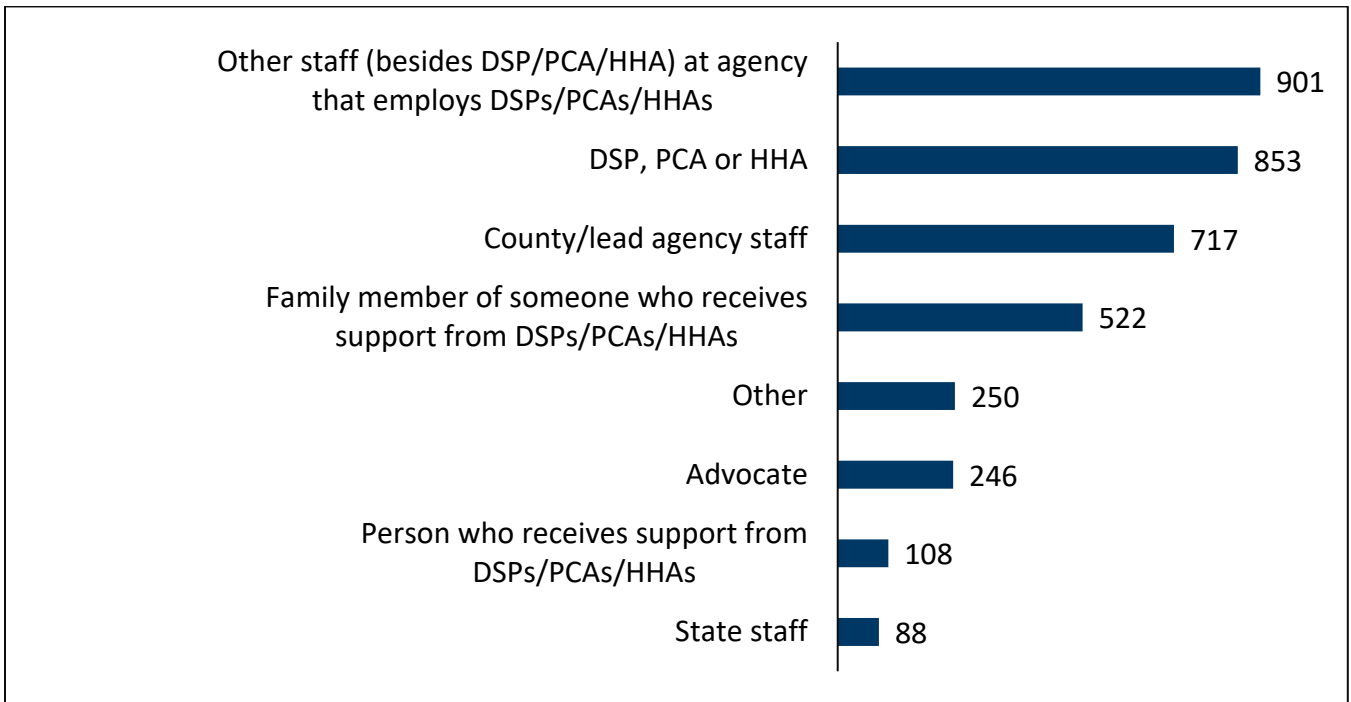 Other staff (besides DSP/PCA/HHA) at agency
that employs DSPs/PCAs/HHAs
901
DSP, PCA or HHA
853
County/lead agency staff
717
Family member of someone who receives
support from DSPs/PCAs/HHAs
522
Other
250
Advocate
246
Person who receives support from
DSPs/PCAs/HHAs
108
State staff
88